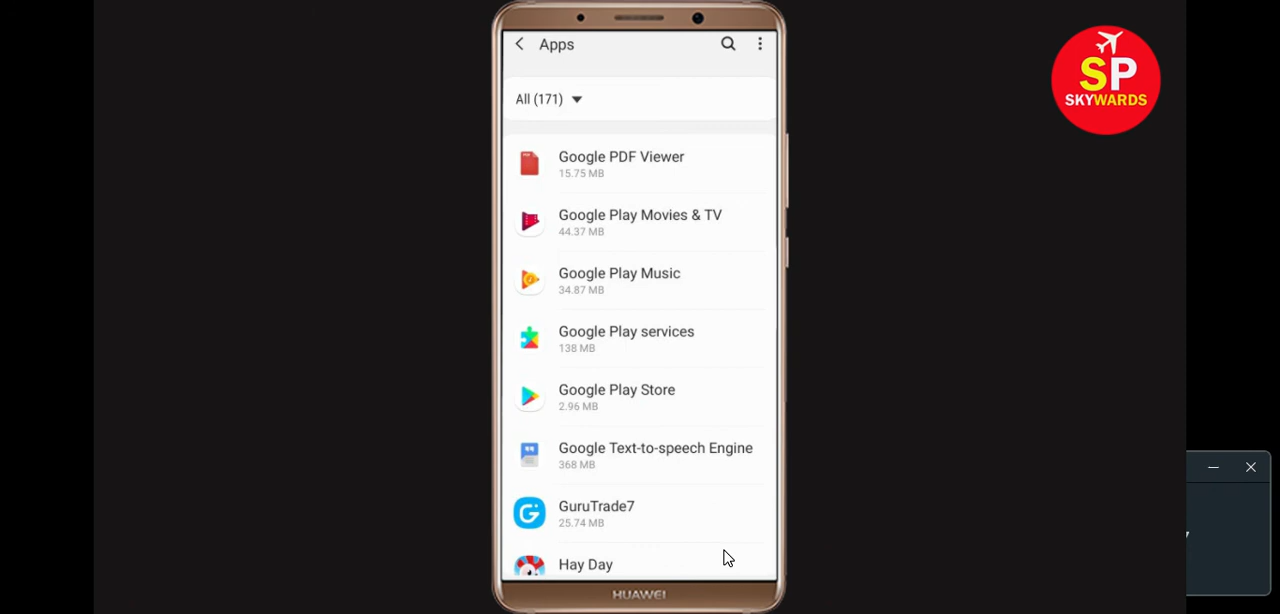 Apps
All (171)
Google PDF Viewer
15.75 MB
Google Play Movies & TV
44.37 MB
Google Play Music
34.87 MB
Google Play services
138 MB
Google Play Store
2.96 MB
Google Text-to-speech Engine
368 MB
GuruTrade7
25.74 MB
Hay Day
HUAWEI
SP
SKYWARDS